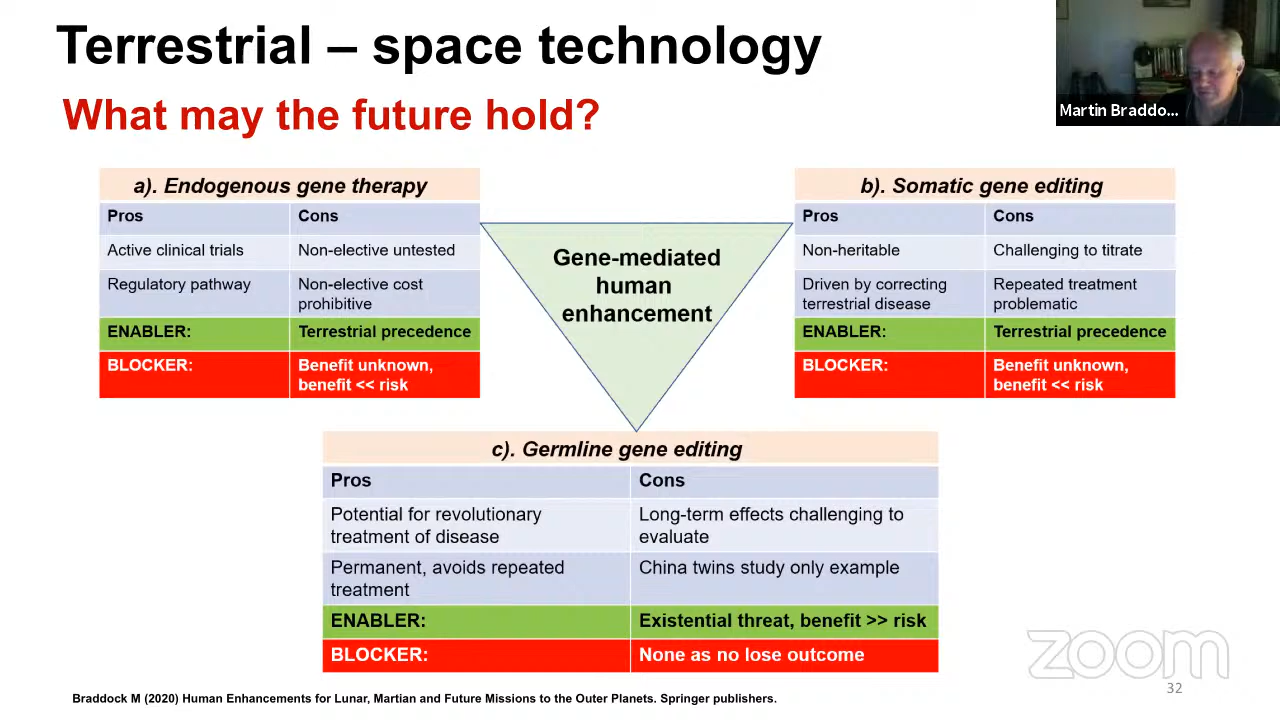 Terrestrial – space technology
What may the future hold?
Martin Braddo...
a). Endogenous gene therapy
Pros Cons
Active clinical trials Non-elective untested
Regulatory pathway Non-elective cost
prohibitive
ENABLER: Terrestrial precedence
BLOCKER: Benefit unknown,
benefit << risk
Gene-mediated
human
enhancement
b). Somatic gene editing
Pros Cons
Non-heritable Challenging to titrate
Driven by correcting Repeated treatment
terrestrial disease problematic
ENABLER: Terrestrial precedence
BLOCKER: Benefit unknown,
benefit << risk
c). Germline gene editing
Pros Cons
Potential for revolutionary Long-term effects challenging to
treatment of disease evaluate
Permanent, avoids repeated China twins study only example
treatment
ENABLER: Existential threat, benefit >> risk
BLOCKER: None as no lose outcome
zoom
32
Braddock M (2020) Human Enhancements for Lunar, Martian and Future Missions to the Outer Planets. Springer publishers.